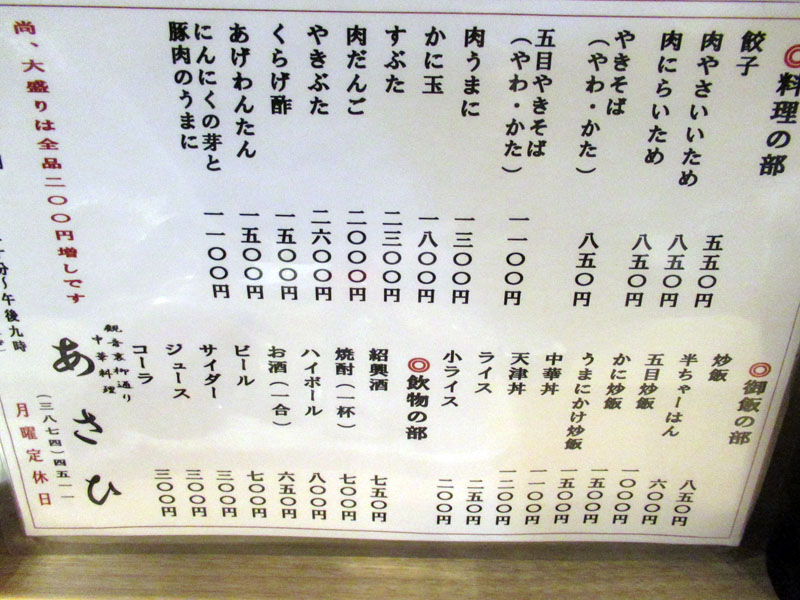 ◎料理の部
餃子 五五〇円
肉やさいいため 八五〇円
肉にらいため 八五〇円
やきそば
(やわ・かた) 八五〇円
五目やきそば
(やわ・かた) 一一〇〇円
肉うまに 一三〇〇円
かに玉 一八〇〇円
すぶた 二三〇〇円
肉だんご 二〇〇〇円
やきぶた 二六〇〇円
くらげ酢 一五〇〇円
あげわんたん 一五〇〇円
にんにくの芽と
豚肉のうまに 一一〇〇円
尚、大盛りは全品二〇〇円増しです
◎御飯の部
炒飯 八五〇円
半ちゃーはん 六〇〇円
五目炒飯 一〇〇〇円
かに炒飯 一五〇〇円
うまにかけ炒飯 一五〇〇円
中華丼 一一〇〇円
天津丼 一二〇〇円
ライス 二五〇円
小ライス 二〇〇円
◎飲物の部
紹興酒 七五〇円
焼酎(一杯) 七〇〇円
ハイボール 八〇〇円
お酒(一合) 六五〇円
ビール 七〇〇円
サイダー 三〇〇円
ジュース 三〇〇円
コーラ 三〇〇円
観音裏柳通り
中華料理
あさひ
(三八七四)四五一一
月曜定休日
分〜午後九時